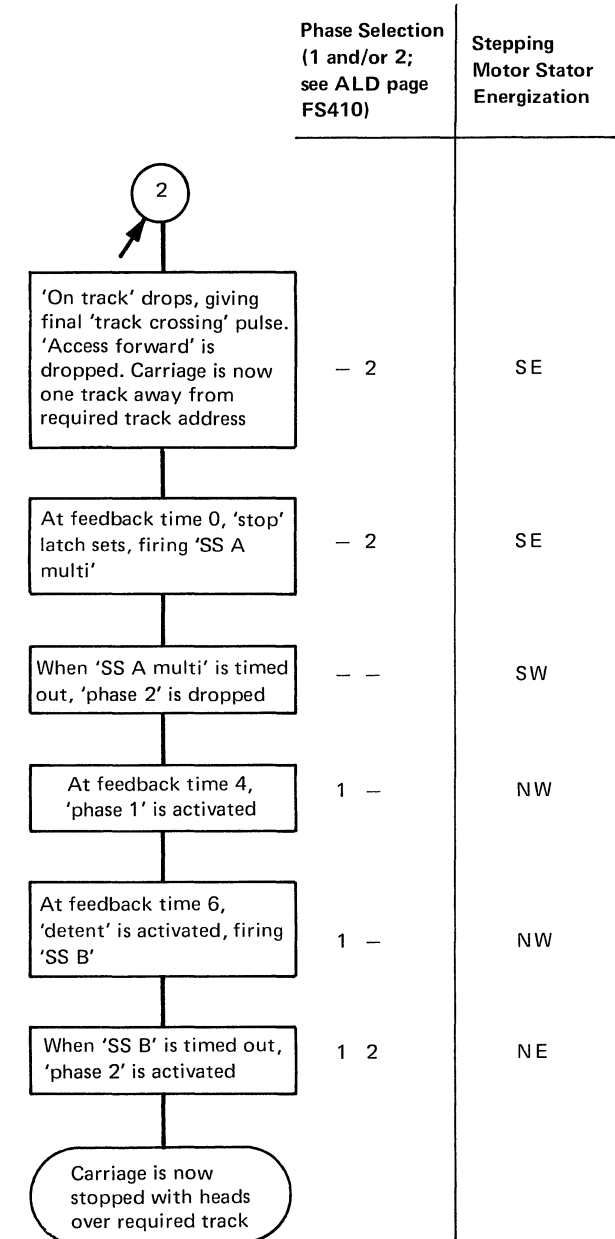 Phase Selection
(1 and/or 2;
see ALD page
FS410)
Stepping
Motor Stator
Energization
2
'On track' drops, giving
final 'track crossing' pulse.
'Access forward' is
dropped. Carriage is now
one track away from
required track address
– 2
SE
At feedback time 0, 'stop'
latch sets, firing 'SS A
multi'
– 2
SE
When 'SS A multi' is timed
out, 'phase 2' is dropped
– –
SW
At feedback time 4,
'phase 1' is activated
1 –
NW
At feedback time 6,
'detent' is activated, firing
'SS B'
1 –
NW
When 'SS B' is timed out,
'phase 2' is activated
1 2
NE
Carriage is now
stopped with heads
over required track